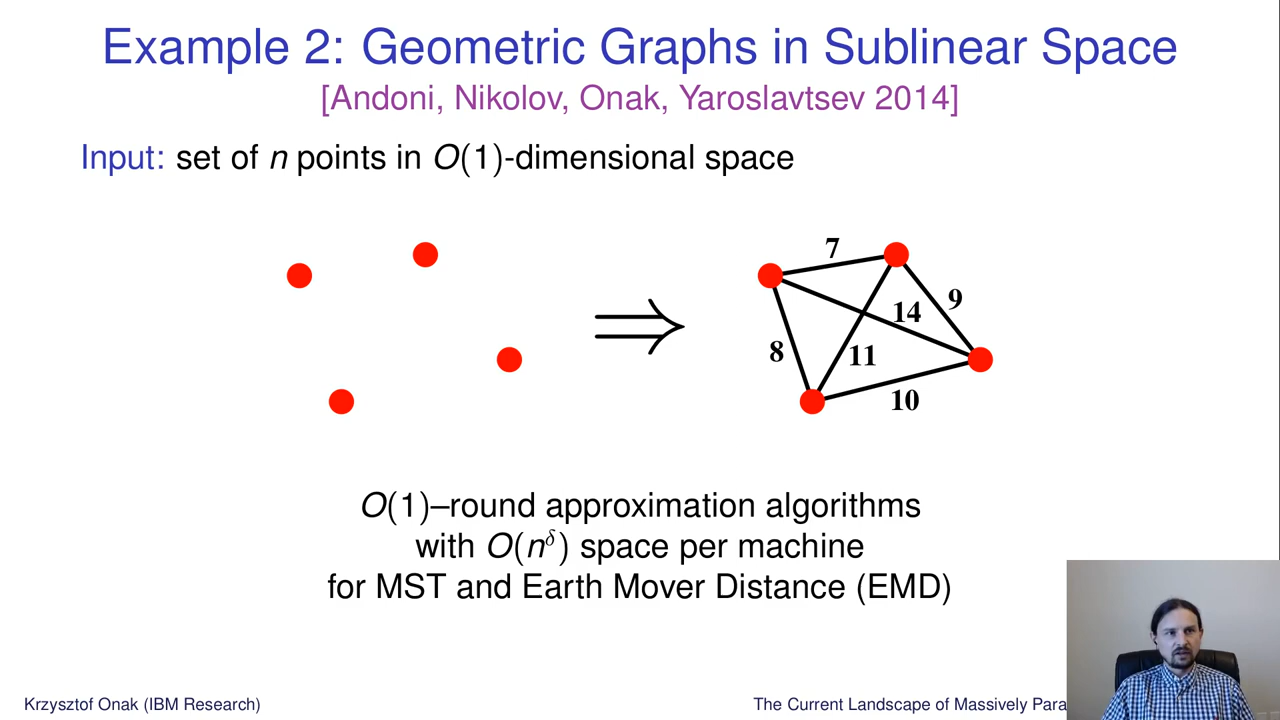 Example 2: Geometric Graphs in Sublinear Space
[Andoni, Nikolov, Onak, Yaroslavtsev 2014]
Input: set of n points in O(1)-dimensional space
7
9
14
8
11
10
O(1)–round approximation algorithms
with O(n^δ) space per machine
for MST and Earth Mover Distance (EMD)
Krzysztof Onak (IBM Research)
The Current Landscape of Massively Para